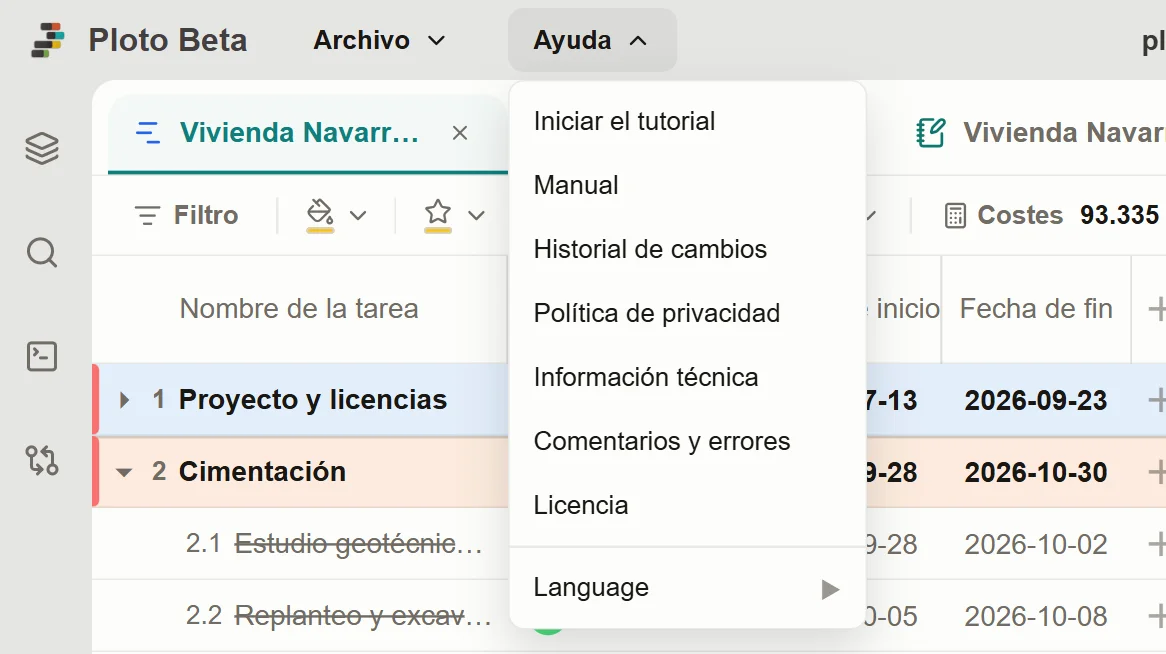 Ploto Beta
Archivo
Ayuda
pl
Vivienda Navarr...
Iniciar el tutorial
Manual
Historial de cambios
Política de privacidad
Información técnica
Comentarios y errores
Licencia
Language
Vivienda Navar
Filtro
Costes 93.335
Nombre de la tarea
inicio
Fecha de fin
1 Proyecto y licencias
7-13
2026-09-23
2 Cimentación
9-28
2026-10-30
2.1 Estudio geotécnic...
9-28
2026-10-02
2.2 Replanteo y excav...
0-05
2026-10-08